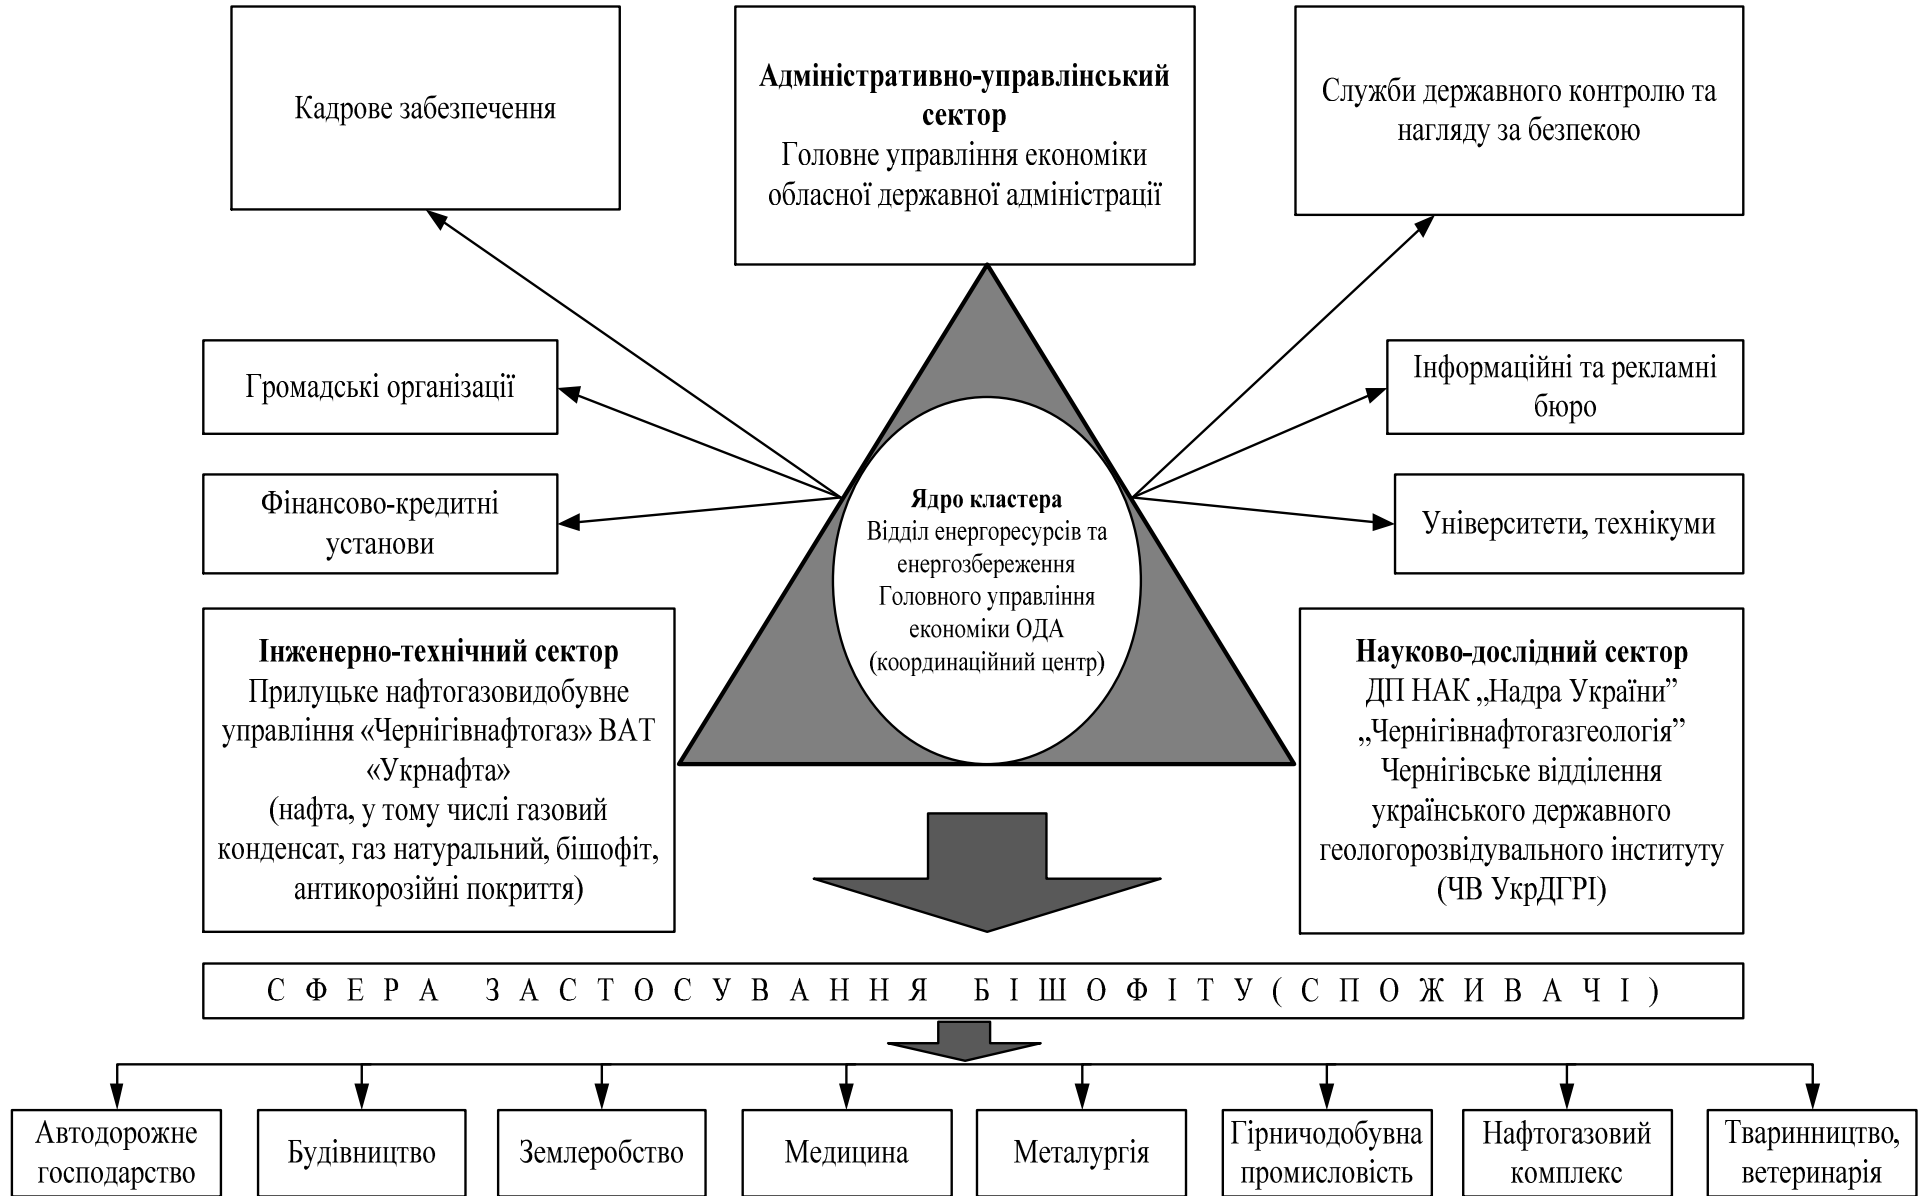 Кадрове забезпечення
Адміністративно-управлінський
сектор
Головне управління економіки
обласної державної адміністрації
Служби державного контролю та
нагляду за безпекою
Громадські організації
Інформаційні та рекламні
бюро
Фінансово-кредитні
установи
Ядро кластера
Відділ енергоресурсів та
енергозбереження
Головного управління
економіки ОДА
(координаційний центр)
Університети, технікуми
Інженерно-технічний сектор
Прилуцьке нафтогазовидобувне
управління «Чернігівнафтогаз» ВАТ
«Укрнафта»
(нафта, у тому числі газовий
конденсат, газ натуральний, бішофіт,
антикорозійні покриття)
Науково-дослідний сектор
ДП НАК „Надра України”
„Чернігівнафтогазгеологія”
Чернігівське відділення
українського державного
геологорозвідувального інституту
(ЧВ УкрДГРІ)
СФЕРА ЗАСТОСУВАННЯ БІШОФІТУ(СПОЖИВАЧІ)
Автодорожне
господарство
Будівництво
Землеробство
Медицина
Металургія
Гірничодобувна
промисловість
Нафтогазовий
комплекс
Тваринництво,
ветеринарія